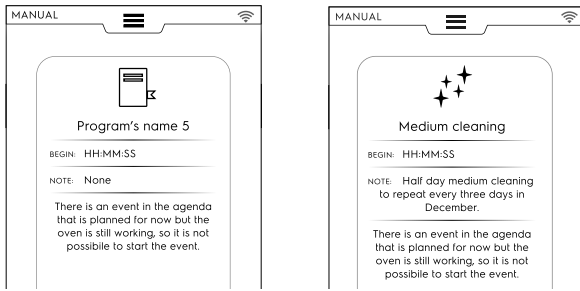 MANUAL
Program's name 5
BEGIN: HH:MM:SS
NOTE: None
There is an event in the agenda
that is planned for now but the
oven is still working, so it is not
possibile to start the event.
MANUAL
Medium cleaning
BEGIN: HH:MM:SS
NOTE: Half day medium cleaning
to repeat every three days in
December.
There is an event in the agenda
that is planned for now but the
oven is still working, so it is not
possibile to start the event.